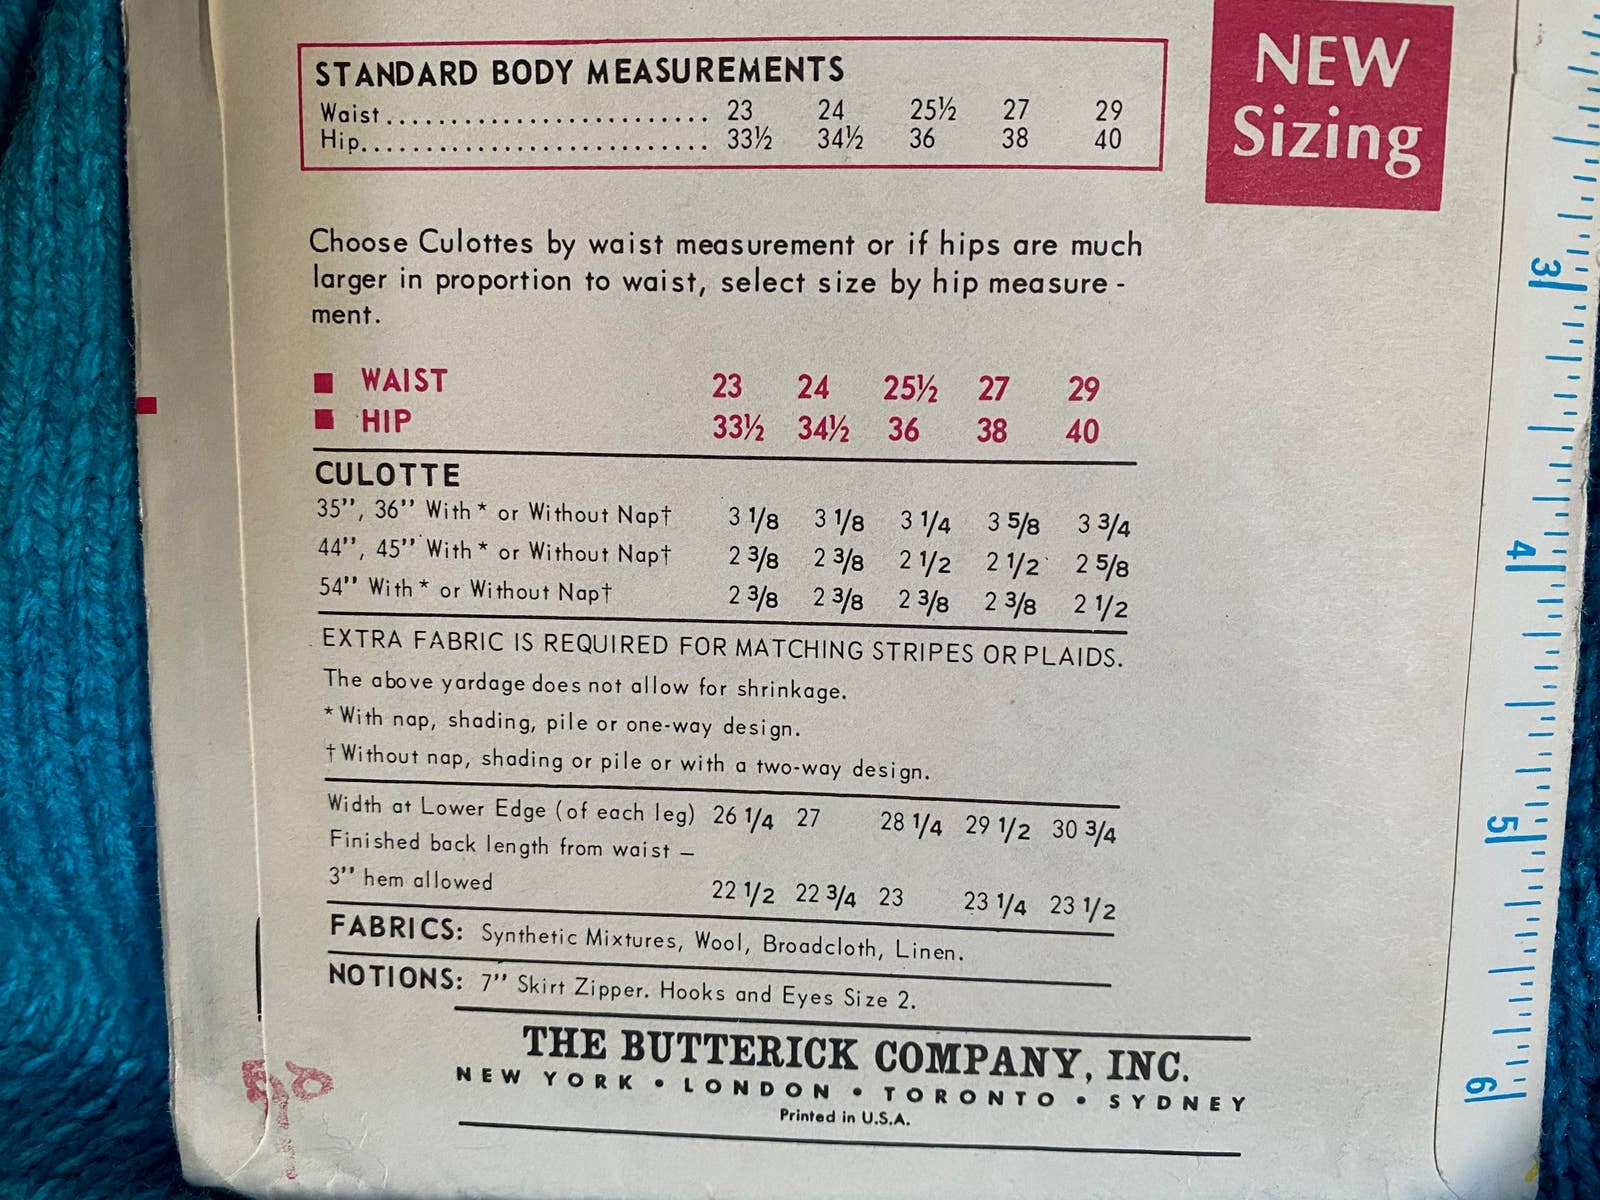 STANDARD BODY MEASUREMENTS
Waist......................... 23 24 25½ 27 29
Hip........................... 33½ 34½ 36 38 40
NEW
Sizing
Choose Culottes by waist measurement or if hips are much
larger in proportion to waist, select size by hip measure -
ment.
■ WAIST 23 24 25½ 27 29
■ HIP 33½ 34½ 36 38 40
CULOTTE
35”, 36” With * or Without Nap† 3 1/8 3 1/8 3 1/4 3 5/8 3 3/4
44”, 45” With * or Without Nap† 2 3/8 2 3/8 2 1/2 2 1/2 2 5/8
54” With * or Without Nap† 2 3/8 2 3/8 2 3/8 2 3/8 2 1/2
EXTRA FABRIC IS REQUIRED FOR MATCHING STRIPES OR PLAIDS.
The above yardage does not allow for shrinkage.
* With nap, shading, pile or one-way design.
† Without nap, shading or pile or with a two-way design.
Width at Lower Edge (of each leg) 26 1/4 27 28 1/4 29 1/2 30 3/4
Finished back length from waist –
3” hem allowed 22 1/2 22 3/4 23 23 1/4 23 1/2
FABRICS: Synthetic Mixtures, Wool, Broadcloth, Linen.
NOTIONS: 7” Skirt Zipper. Hooks and Eyes Size 2.
THE BUTTERICK COMPANY, INC.
NEW YORK • LONDON • TORONTO • SYDNEY
Printed in U.S.A.
3
4
5
6